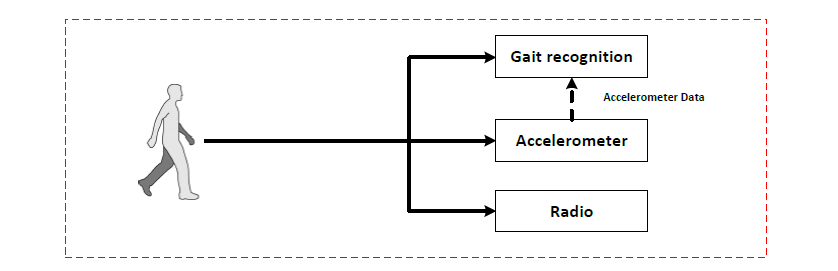 Gait recognition
Accelerometer Data
Accelerometer
Radio